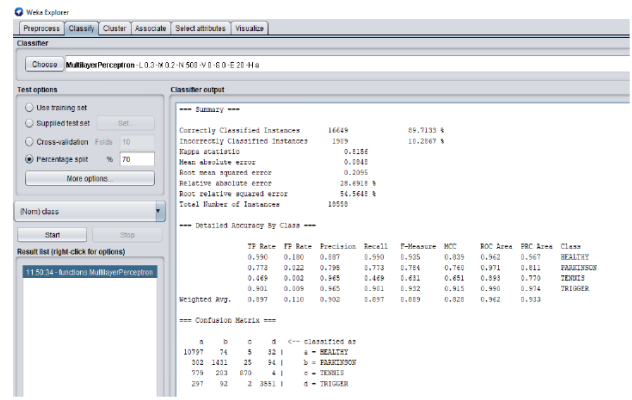 Weka Explorer
Preprocess Classify Cluster Associate Select attributes Visualize
Classifier
Choose MultilayerPerceptron -L 0.3 -M 0.2 -N 500 -V 0 -S 0 -E 20 -H a
Test options
Use training set
Supplied test set Set...
Cross-validation Folds 10
Percentage split % 70
More options...
(Nom) class
Start Stop
Result list (right-click for options)
11:50:34 - functions.MultilayerPerceptron
Classifier output
=== Summary ===
Correctly Classified Instances 16649 89.7133 %
Incorrectly Classified Instances 1909 10.2867 %
Kappa statistic 0.8156
Mean absolute error 0.0848
Root mean squared error 0.2095
Relative absolute error 28.6918 %
Root relative squared error 54.5648 %
Total Number of Instances 18558
=== Detailed Accuracy By Class ===
TP Rate FP Rate Precision Recall F-Measure MCC ROC Area PRC Area Class
0.990 0.180 0.887 0.990 0.935 0.839 0.962 0.967 HEALTHY
0.773 0.022 0.795 0.773 0.784 0.760 0.971 0.811 PARKINSON
0.469 0.002 0.965 0.469 0.631 0.651 0.893 0.770 TENNIS
0.901 0.009 0.965 0.901 0.932 0.915 0.990 0.974 TRIGGER
Weighted Avg. 0.897 0.110 0.902 0.897 0.889 0.828 0.962 0.933
=== Confusion Matrix ===
a b c d <-- classified as
10797 74 5 32 | a = HEALTHY
302 1431 25 94 | b = PARKINSON
779 203 870 4 | c = TENNIS
297 92 2 3551 | d = TRIGGER